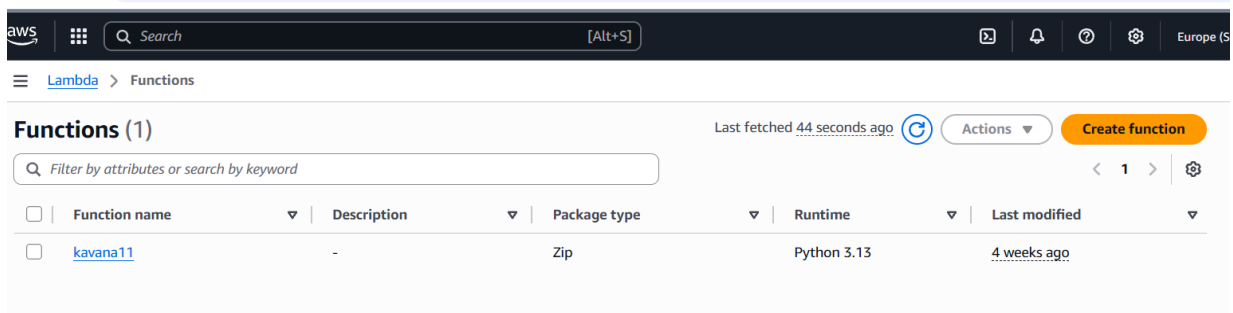 aws Search [Alt+S] Europe (S
Lambda > Functions
Functions (1) Last fetched 44 seconds ago Actions Create function
Filter by attributes or search by keyword 1
Function name Description Package type Runtime Last modified
kavana11 - Zip Python 3.13 4 weeks ago